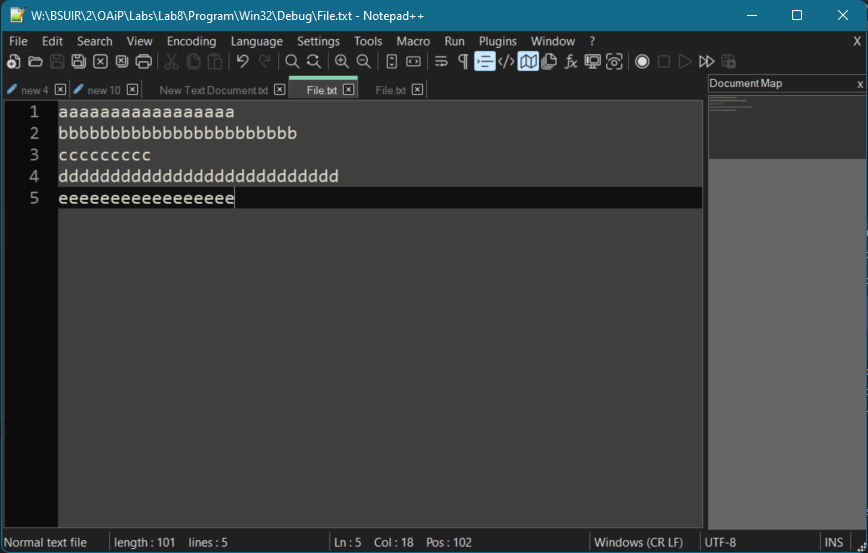 W:\BSUIR\2\OAiP\Labs\Lab8\Program\Win32\Debug\File.txt - Notepad++
File Edit Search View Encoding Language Settings Tools Macro Run Plugins Window ? X
new 4 new 10 New Text Document.txt File.txt File.txt
Document Map x
1 aaaaaaaaaaaaaaaaa
2 bbbbbbbbbbbbbbbbbbbbbbb
3 ccccccccc
4 ddddddddddddddddddddddddddd
5 eeeeeeeeeeeeeeeee
Normal text file length : 101 lines : 5 Ln : 5 Col : 18 Pos : 102 Windows (CR LF) UTF-8 INS